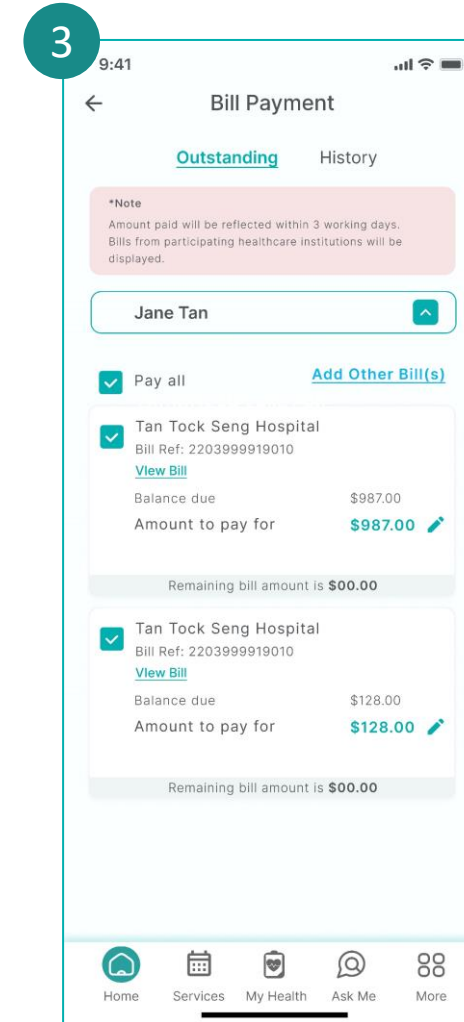 3
9:41
Bill Payment
Outstanding History
*Note
Amount paid will be reflected within 3 working days.
Bills from participating healthcare institutions will be
displayed.
Jane Tan
Pay all Add Other Bill(s)
Tan Tock Seng Hospital
Bill Ref: 2203999919010
VIew Bill
Balance due $987.00
Amount to pay for $987.00
Remaining bill amount is $00.00
Tan Tock Seng Hospital
Bill Ref: 2203999919010
VIew Bill
Balance due $128.00
Amount to pay for $128.00
Remaining bill amount is $00.00
Home Services My Health Ask Me More